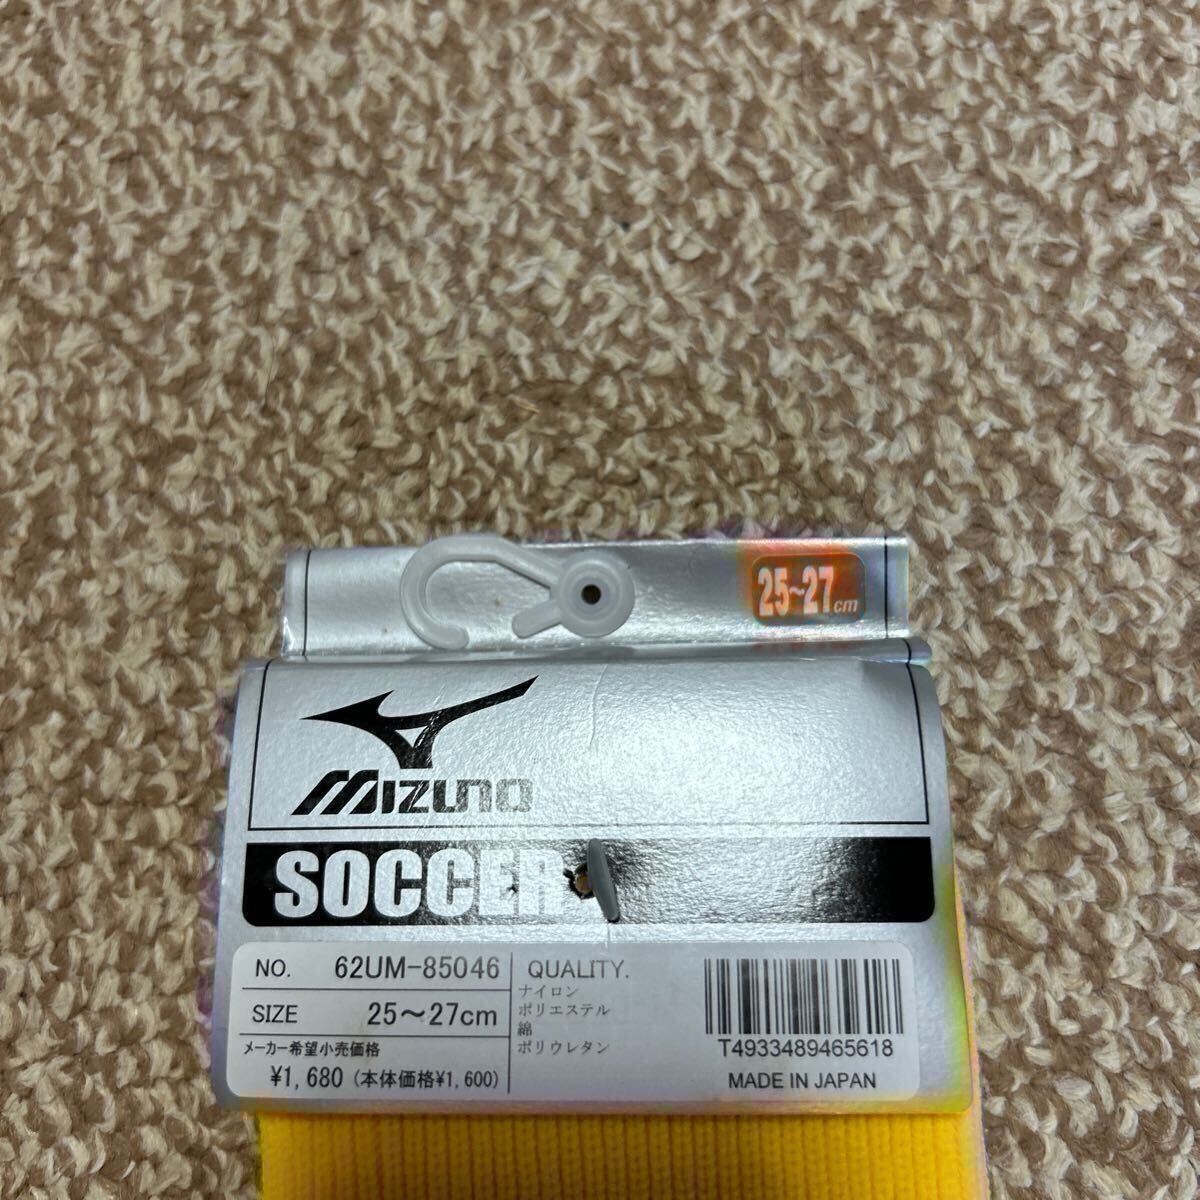 25~27cm
Mizuno
SOCCER
NO. 62UM-85046
SIZE 25～27cm
メーカー希望小売価格
¥1,680 (本体価格¥1,600)
QUALITY.
ナイロン
ポリエステル
綿
ポリウレタン
T4933489465618
MADE IN JAPAN